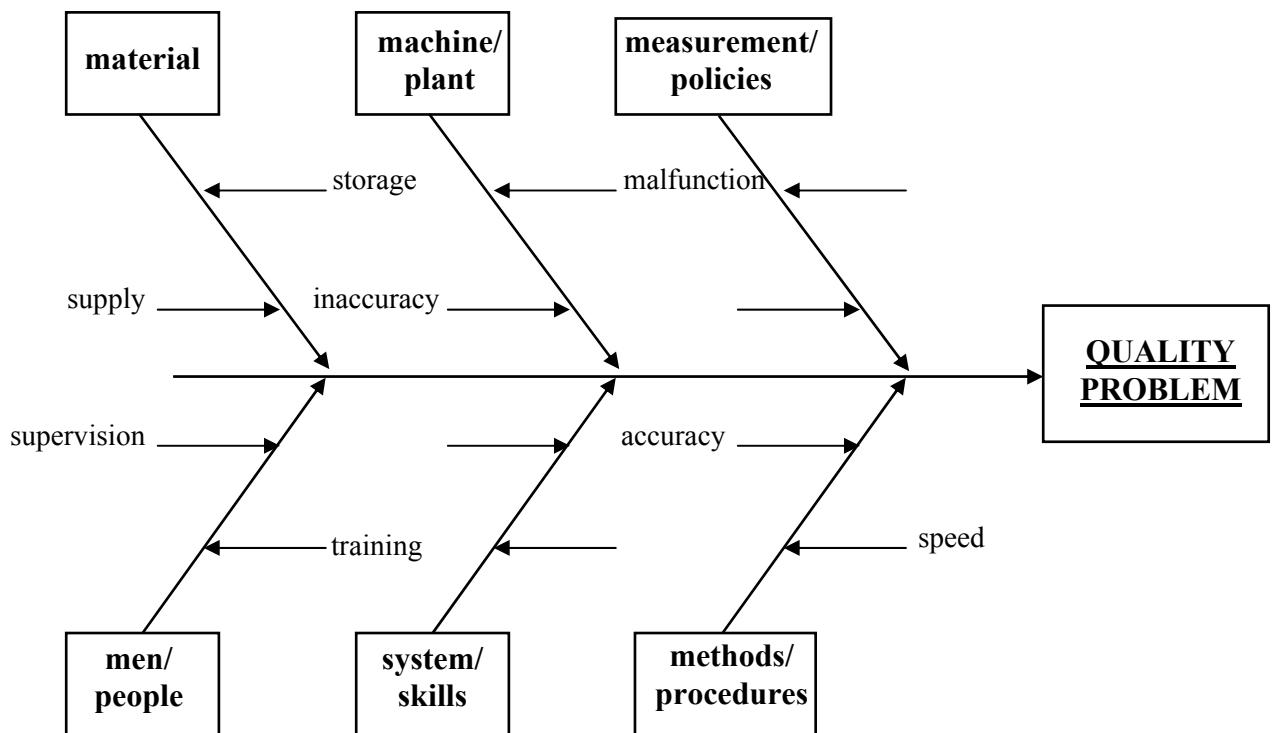 material
machine/
plant
measurement/
policies
storage
malfunction
supply
inaccuracy
QUALITY
PROBLEM
supervision
accuracy
training
speed
men/
people
system/
skills
methods/
procedures